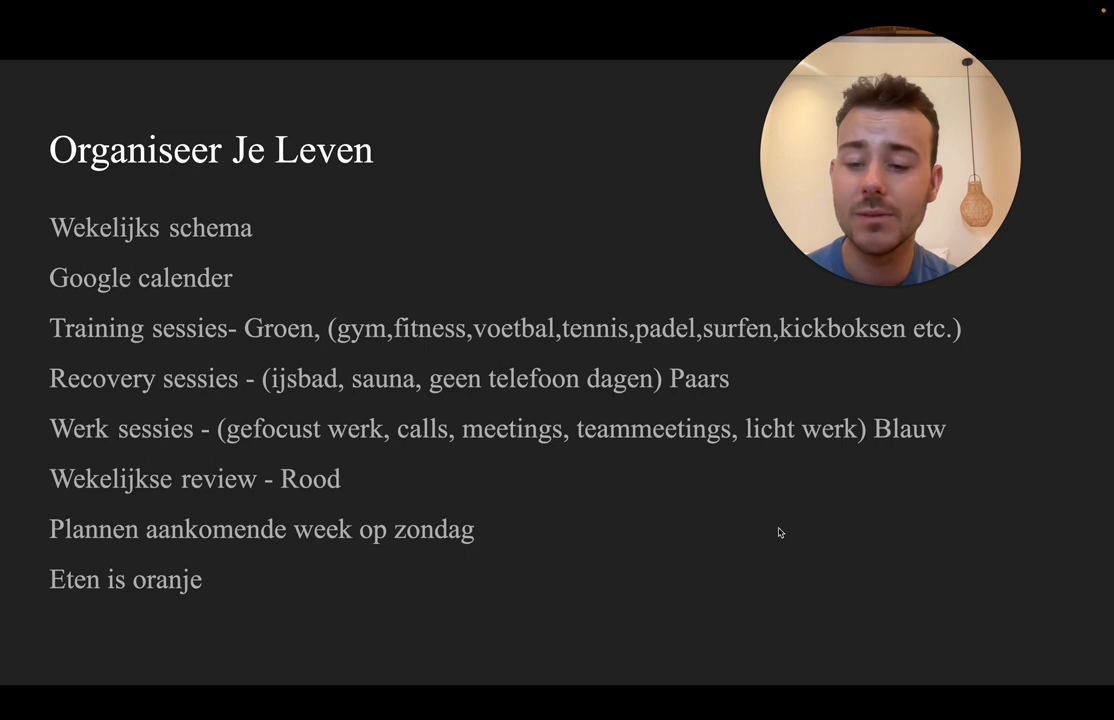 Organiseer Je Leven
Wekelijks schema
Google calender
Training sessies- Groen, (gym,fitness,voetbal,tennis,padel,surfen,kickboksen etc.)
Recovery sessies - (ijsbad, sauna, geen telefoon dagen) Paars
Werk sessies - (gefocust werk, calls, meetings, teammeetings, licht werk) Blauw
Wekelijkse review - Rood
Plannen aankomende week op zondag
Eten is oranje